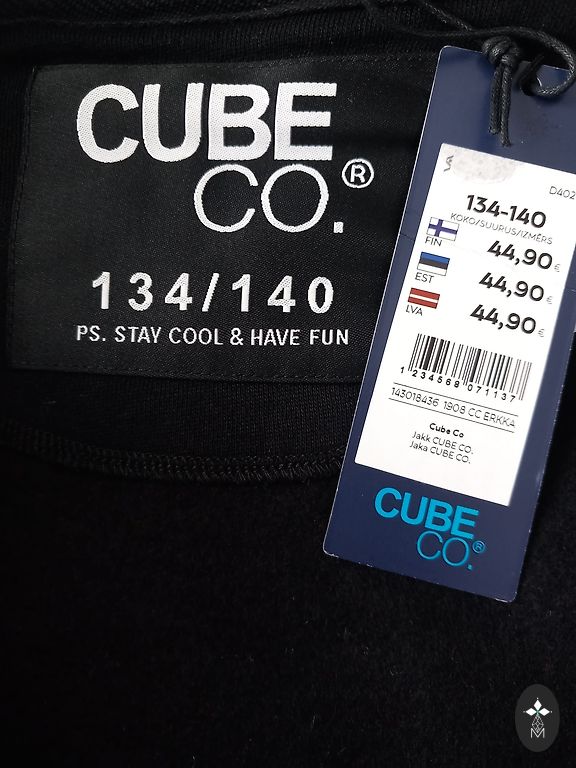 CUBE
CO.®
134/140
PS. STAY COOL & HAVE FUN
D402
134-140
KOKO/SUURUS/IZMĒRS
FIN 44,90€
EST 44,90€
LVA 44,90€
1 234569 071137
143018436 1908 CC ERKKA
Cube Co
Jakk CUBE CO.
Jaka CUBE CO.
CUBE
CO.®
M